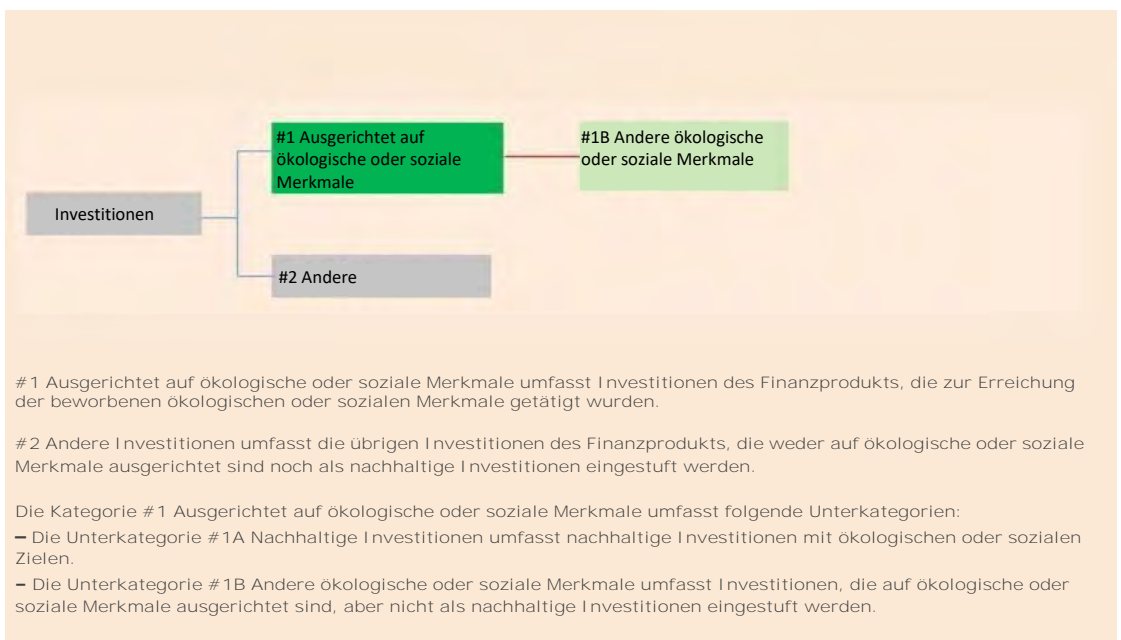 #1 Ausgerichtet auf
ökologische oder soziale
Merkmale
#1B Andere ökologische
oder soziale Merkmale
Investitionen
#2 Andere
#1 Ausgerichtet auf ökologische oder soziale Merkmale umfasst Investitionen des Finanzprodukts, die zur Erreichung
der beworbenen ökologischen oder sozialen Merkmale getätigt wurden.
#2 Andere Investitionen umfasst die übrigen Investitionen des Finanzprodukts, die weder auf ökologische oder soziale
Merkmale ausgerichtet sind noch als nachhaltige Investitionen eingestuft werden.
Die Kategorie #1 Ausgerichtet auf ökologische oder soziale Merkmale umfasst folgende Unterkategorien:
– Die Unterkategorie #1A Nachhaltige Investitionen umfasst nachhaltige Investitionen mit ökologischen oder sozialen
Zielen.
– Die Unterkategorie #1B Andere ökologische oder soziale Merkmale umfasst Investitionen, die auf ökologische oder
soziale Merkmale ausgerichtet sind, aber nicht als nachhaltige Investitionen eingestuft werden.